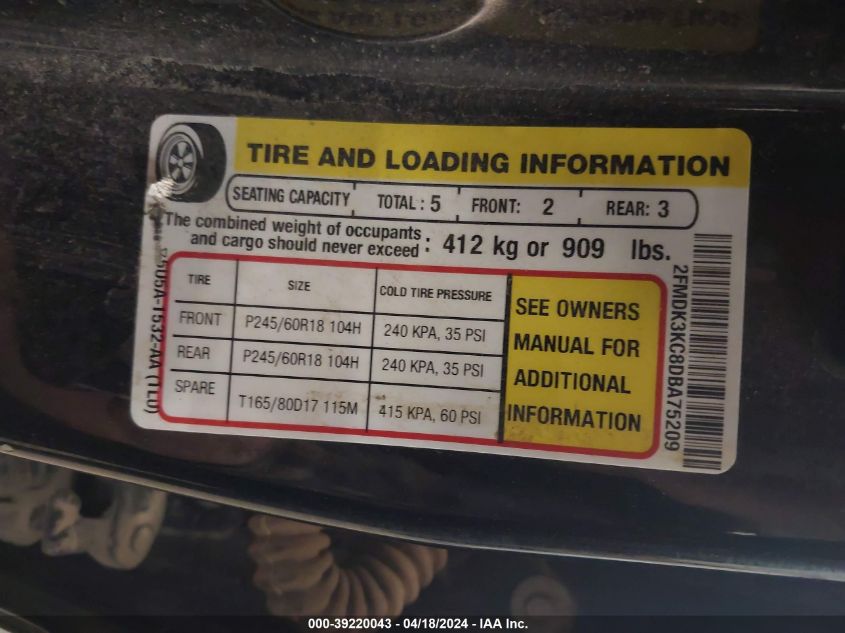 TIRE AND LOADING INFORMATION
SEATING CAPACITY TOTAL : 5 FRONT: 2 REAR: 3
The combined weight of occupants
and cargo should never exceed : 412 kg or 909 lbs.
TIRE SIZE COLD TIRE PRESSURE
FRONT P245/60R18 104H 240 KPA, 35 PSI
REAR P245/60R18 104H 240 KPA, 35 PSI
SPARE T165/80D17 115M 415 KPA, 60 PSI
SEE OWNERS
MANUAL FOR
ADDITIONAL
INFORMATION
2FMDK3KC8DBA75209
1532-AA (1L0)
000-39220043 - 04/18/2024 - IAA Inc.